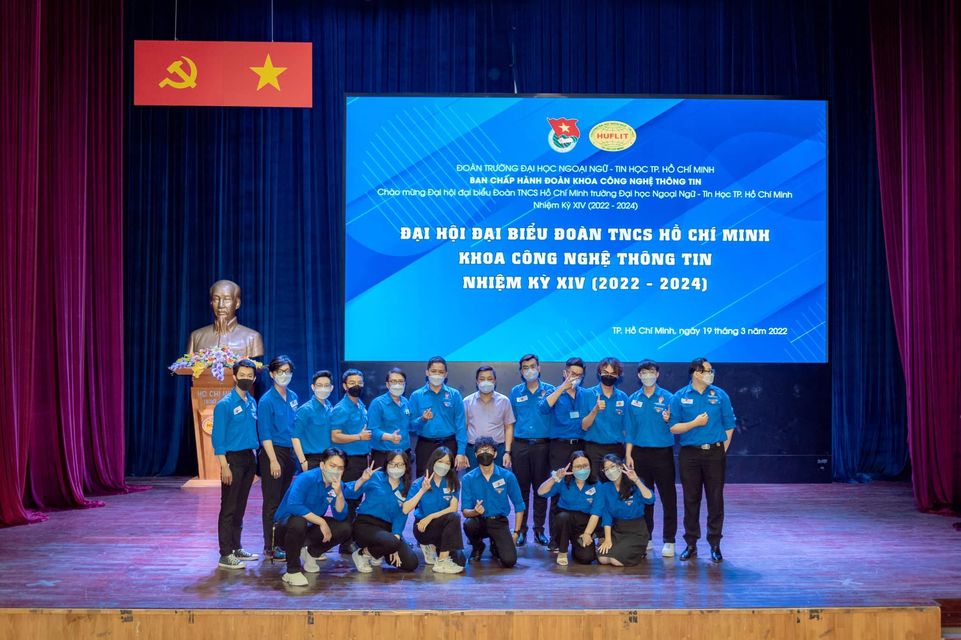 HUFLIT
ĐOÀN TRƯỜNG ĐẠI HỌC NGOẠI NGỮ - TIN HỌC TP. HỒ CHÍ MINH
BAN CHẤP HÀNH ĐOÀN KHOA CÔNG NGHỆ THÔNG TIN
Chào mừng Đại hội đại biểu Đoàn TNCS Hồ Chí Minh trường Đại học Ngoại Ngữ - Tin Học TP. Hồ Chí Minh
Nhiệm Kỳ XIV (2022 - 2024)
ĐẠI HỘI ĐẠI BIỂU ĐOÀN TNCS HỒ CHÍ MINH
KHOA CÔNG NGHỆ THÔNG TIN
NHIỆM KỲ XIV (2022 - 2024)
TP. Hồ Chí Minh, ngày 19 tháng 3 năm 2022
HỒ CHÍ